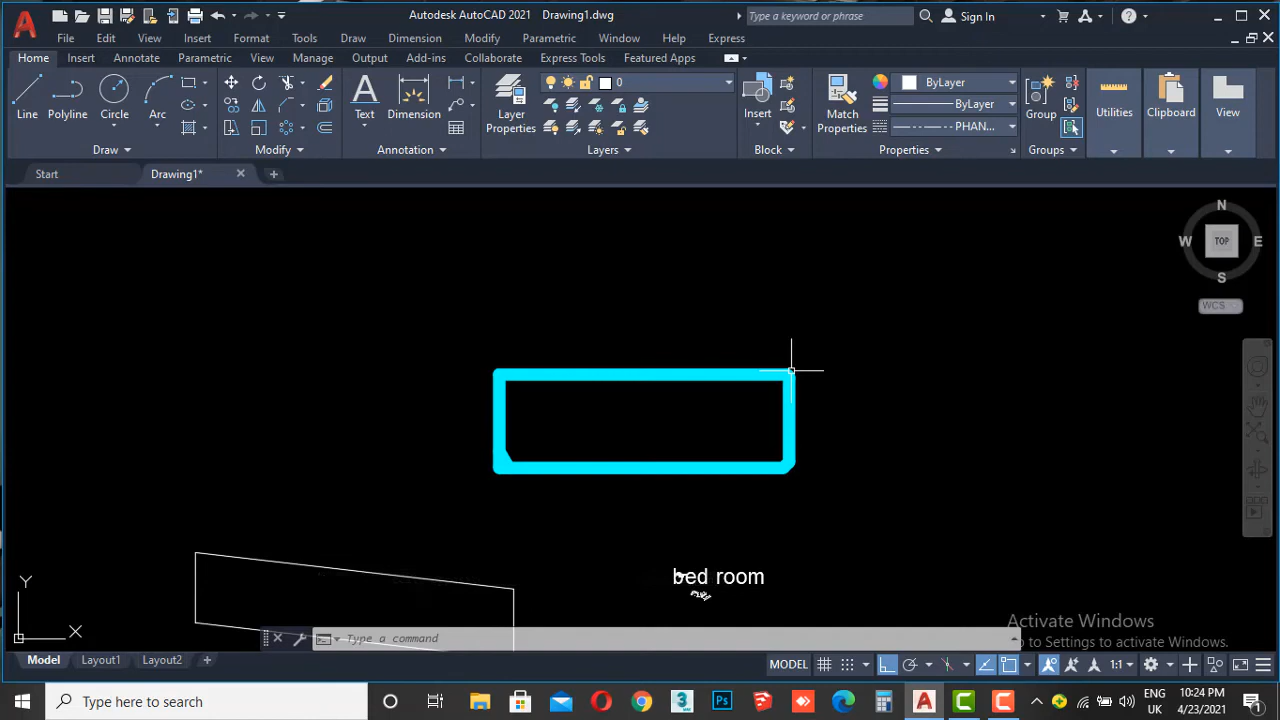 Autodesk AutoCAD 2021 Drawing1.dwg
Type a keyword or phrase
Sign In
File Edit View Insert Format Tools Draw Dimension Modify Parametric Window Help Express
Home Insert Annotate Parametric View Manage Output Add-ins Collaborate Express Tools Featured Apps
Line Polyline Circle Arc
Text Dimension
Layer Properties
0
Insert
Match Properties
ByLayer
ByLayer
PHAN...
Group
Utilities
Clipboard
View
Draw Modify Annotation Layers Block Properties Groups
Start Drawing1*
N
W TOP E
S
WCS
bed room
Y
X
Activate Windows
Go to Settings to activate Windows.
Type a command
Model Layout1 Layout2
MODEL 1:1
Type here to search
3
Ps
ENG
UK
10:24 PM
4/23/2021
1